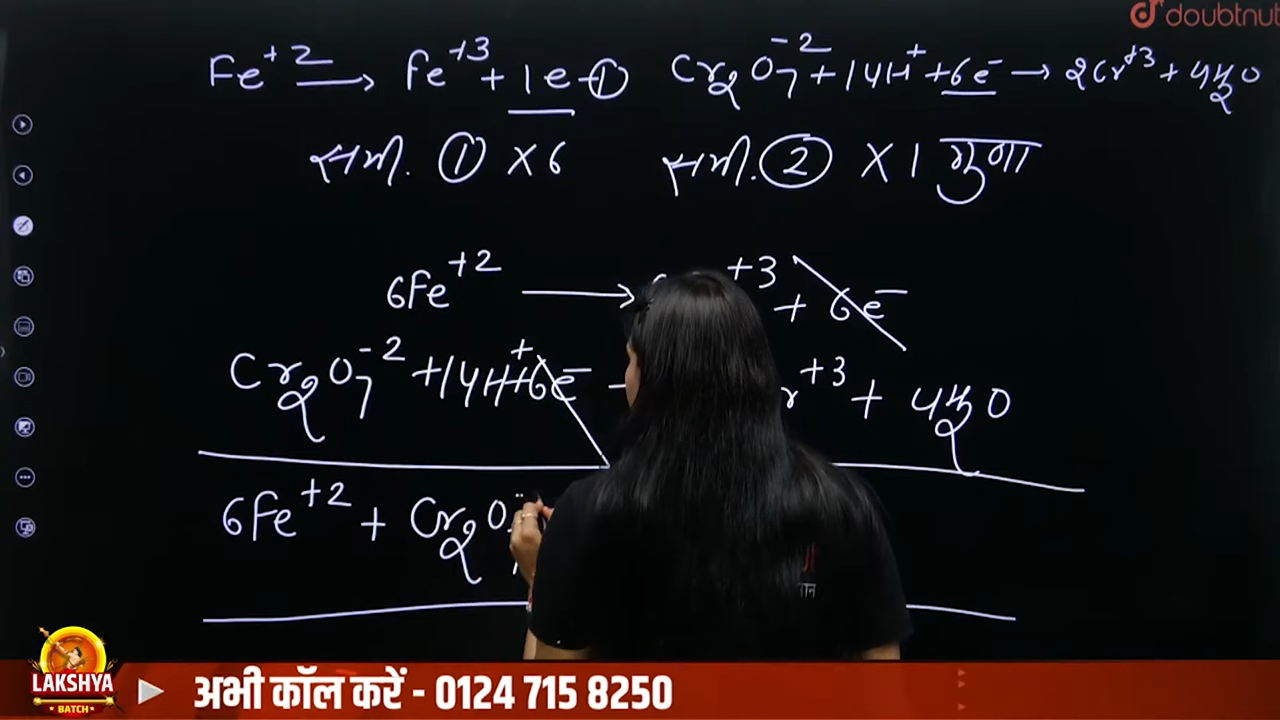 doubtnut
Fe⁺² → Fe⁺³ + 1e - ① Cr₂O₇⁻² + 14H⁺ + 6e⁻ → 2Cr⁺³ + 4H₂O
समी. ① X 6 समी. ② X 1 गुणा
6Fe⁺² → +3 + 6e⁻
Cr₂O₇⁻² + 14H⁺ + 6e⁻ r⁺³ + 4H₂O
6Fe⁺² + Cr₂O
LAKSHYA
BATCH
अभी कॉल करें - 0124 715 8250